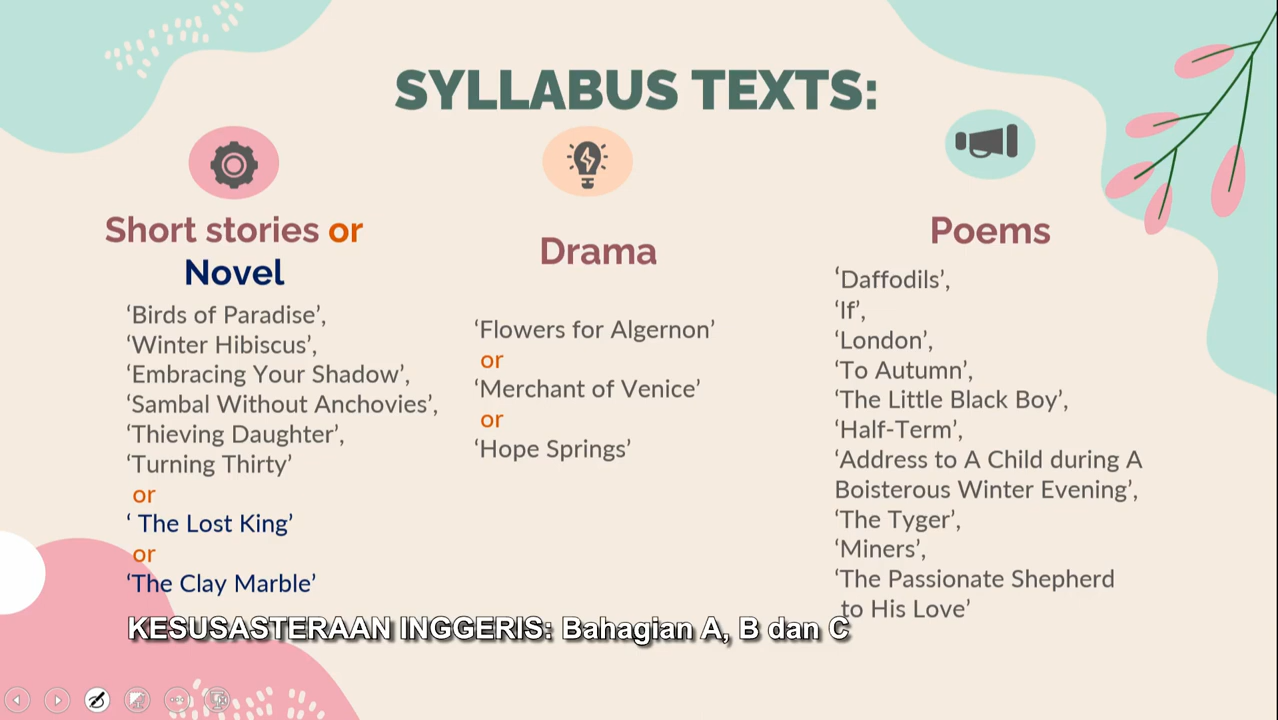 SYLLABUS TEXTS:
Short stories or
Novel
‘Birds of Paradise’,
‘Winter Hibiscus’,
‘Embracing Your Shadow’,
‘Sambal Without Anchovies’,
‘Thieving Daughter’,
‘Turning Thirty’
or
‘ The Lost King’
or
‘The Clay Marble’
Drama
‘Flowers for Algernon’
or
‘Merchant of Venice’
or
‘Hope Springs’
Poems
‘Daffodils’,
‘If’,
‘London’,
‘To Autumn’,
‘The Little Black Boy’,
‘Half-Term’,
‘Address to A Child during A
Boisterous Winter Evening’,
‘The Tyger’,
‘Miners’,
‘The Passionate Shepherd
to His Love’
KESUSASTERAAN INGGERIS: Bahagian A, B dan C